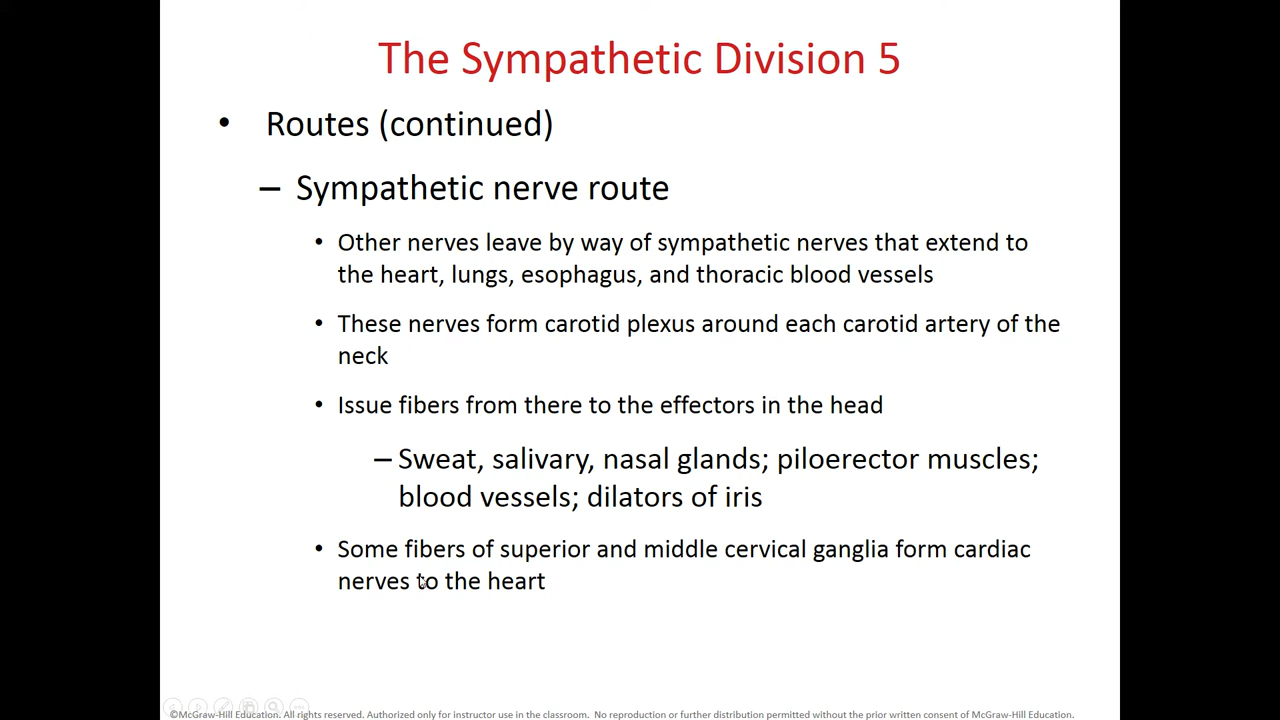 The Sympathetic Division 5
• Routes (continued)
– Sympathetic nerve route
• Other nerves leave by way of sympathetic nerves that extend to
the heart, lungs, esophagus, and thoracic blood vessels
• These nerves form carotid plexus around each carotid artery of the
neck
• Issue fibers from there to the effectors in the head
– Sweat, salivary, nasal glands; piloerector muscles;
blood vessels; dilators of iris
• Some fibers of superior and middle cervical ganglia form cardiac
nerves to the heart
©McGraw-Hill Education. All rights reserved. Authorized only for instructor use in the classroom. No reproduction or further distribution permitted without the prior written consent of McGraw-Hill Education.